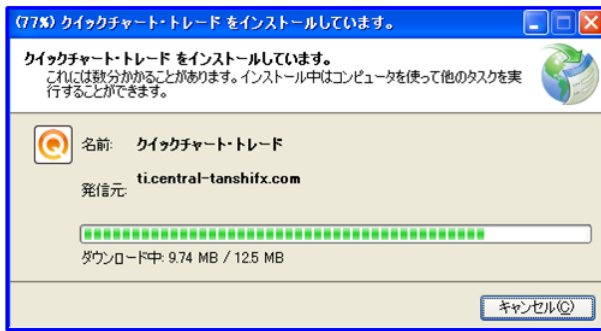 (77%) クイックチャート・トレード をインストールしています。
クイックチャート・トレード をインストールしています。
これには数分かかることがあります。インストール中はコンピュータを使って他のタスクを実
行することができます。
名前: クイックチャート・トレード
発信元: ti.central-tanshifx.com
ダウンロード中: 9.74 MB / 12.5 MB
キャンセル(C)